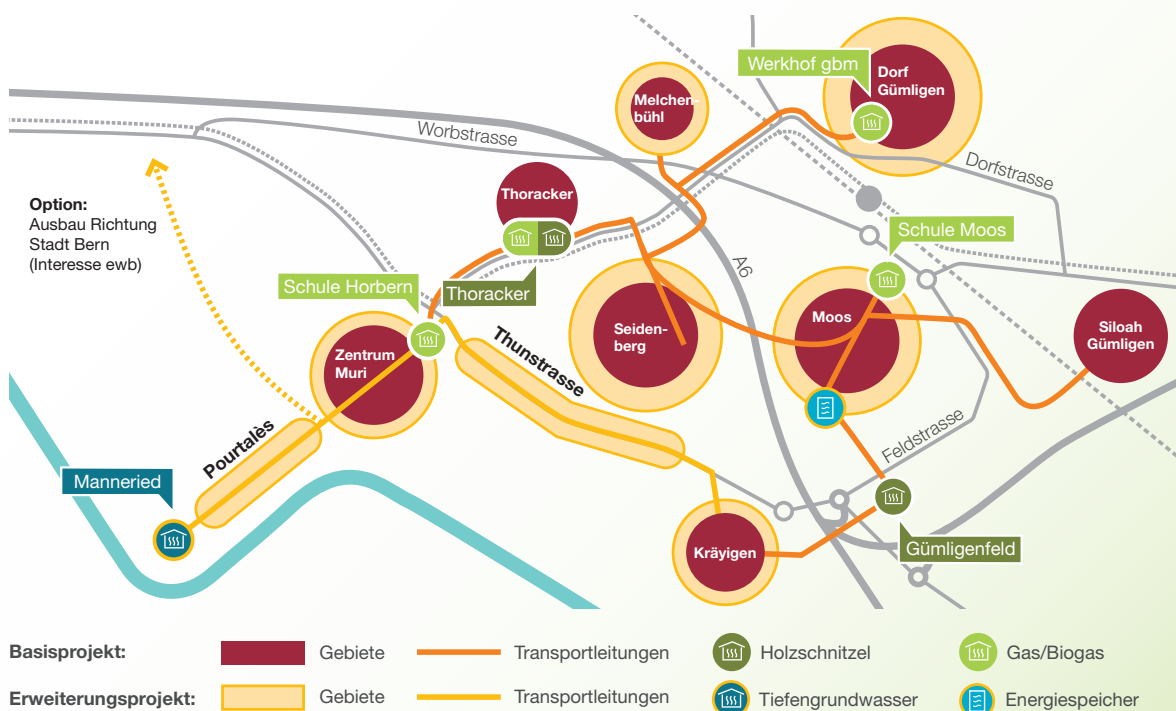 Werkhof gbm
Dorf
Gümligen
Melchen-
bühl
Worbstrasse
Dorfstrasse
Thoracker
Option:
Ausbau Richtung
Stadt Bern
(Interesse ewb)
Schule Moos
A6
Schule Horbern
Thoracker
Moos
Siloah
Gümligen
Seiden-
berg
Zentrum
Muri
Thunstrasse
Feldstrasse
Pourtalès
Manneried
Kräyigen
Gümligenfeld
Basisprojekt:
Gebiete
Transportleitungen
Holzschnitzel
Gas/Biogas
Erweiterungsprojekt:
Gebiete
Transportleitungen
Tiefengrundwasser
Energiespeicher